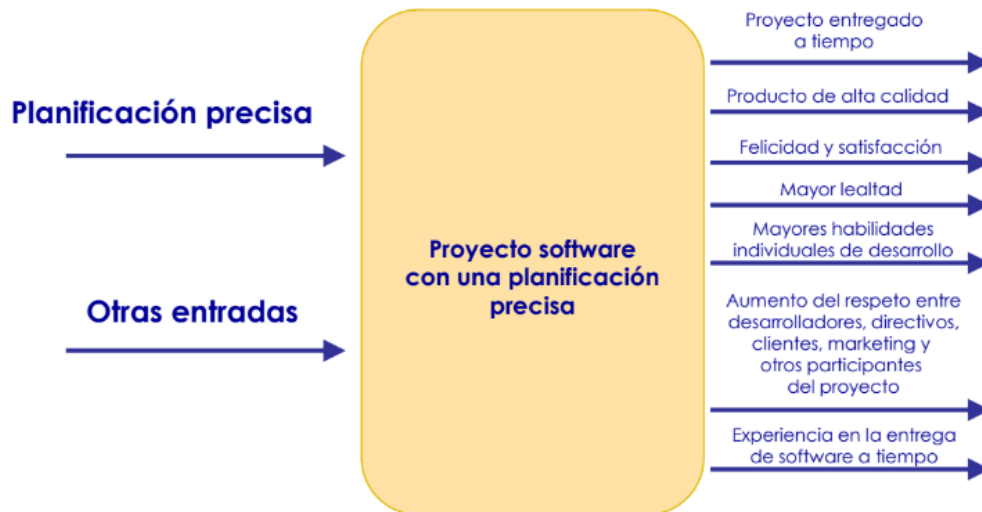 Planificación precisa
Otras entradas
Proyecto software
con una planificación
precisa
Proyecto entregado
a tiempo
Producto de alta calidad
Felicidad y satisfacción
Mayor lealtad
Mayores habilidades
individuales de desarrollo
Aumento del respeto entre
desarrolladores, directivos,
clientes, marketing y
otros participantes
del proyecto
Experiencia en la entrega
de software a tiempo